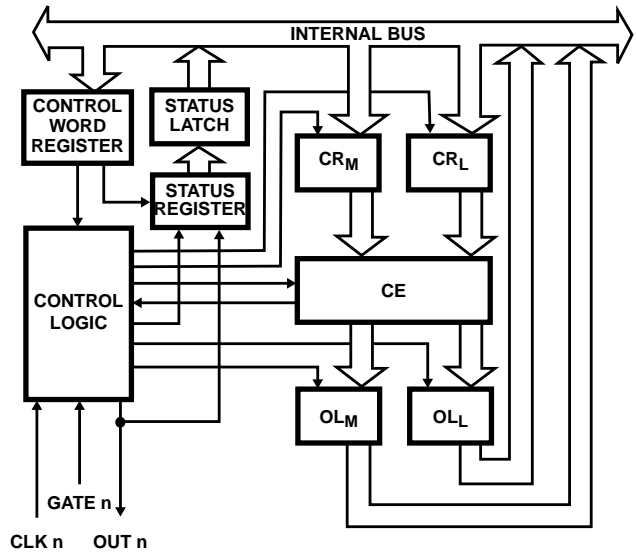 INTERNAL BUS
CONTROL
WORD
REGISTER
STATUS
LATCH
STATUS
REGISTER
CRM
CRL
CONTROL
LOGIC
CE
OLM
OLL
GATE n
CLK n
OUT n